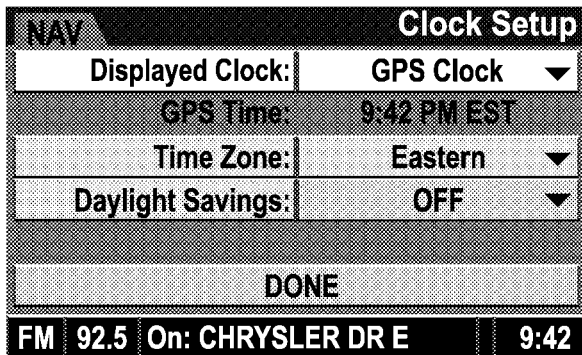 NAV Clock Setup
Displayed Clock: GPS Clock
GPS Time: 9:42 PM EST
Time Zone: Eastern
Daylight Savings: OFF
DONE
FM 92.5 On: CHRYSLER DR E 9:42